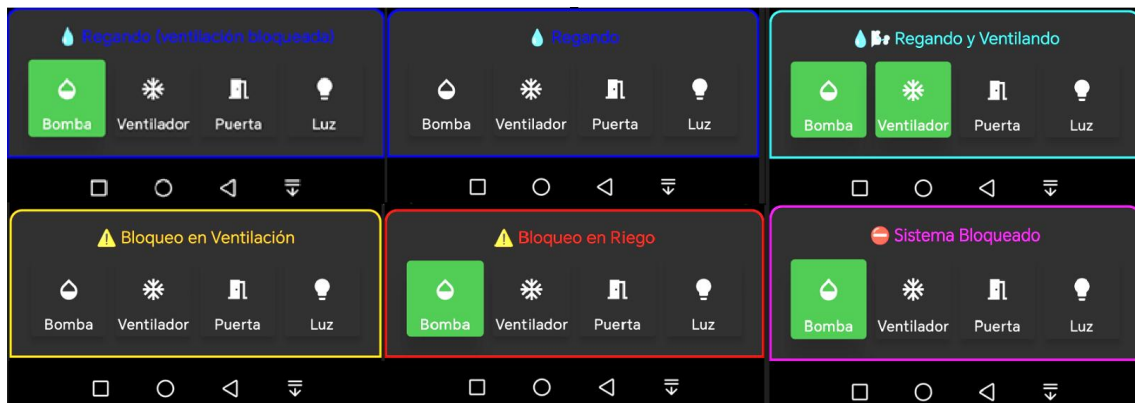 Regando (ventilación bloqueada)
Bomba Ventilador Puerta Luz
Regando
Bomba Ventilador Puerta Luz
Regando y Ventilando
Bomba Ventilador Puerta Luz
Bloqueo en Ventilación
Bomba Ventilador Puerta Luz
Bloqueo en Riego
Bomba Ventilador Puerta Luz
Sistema Bloqueado
Bomba Ventilador Puerta Luz